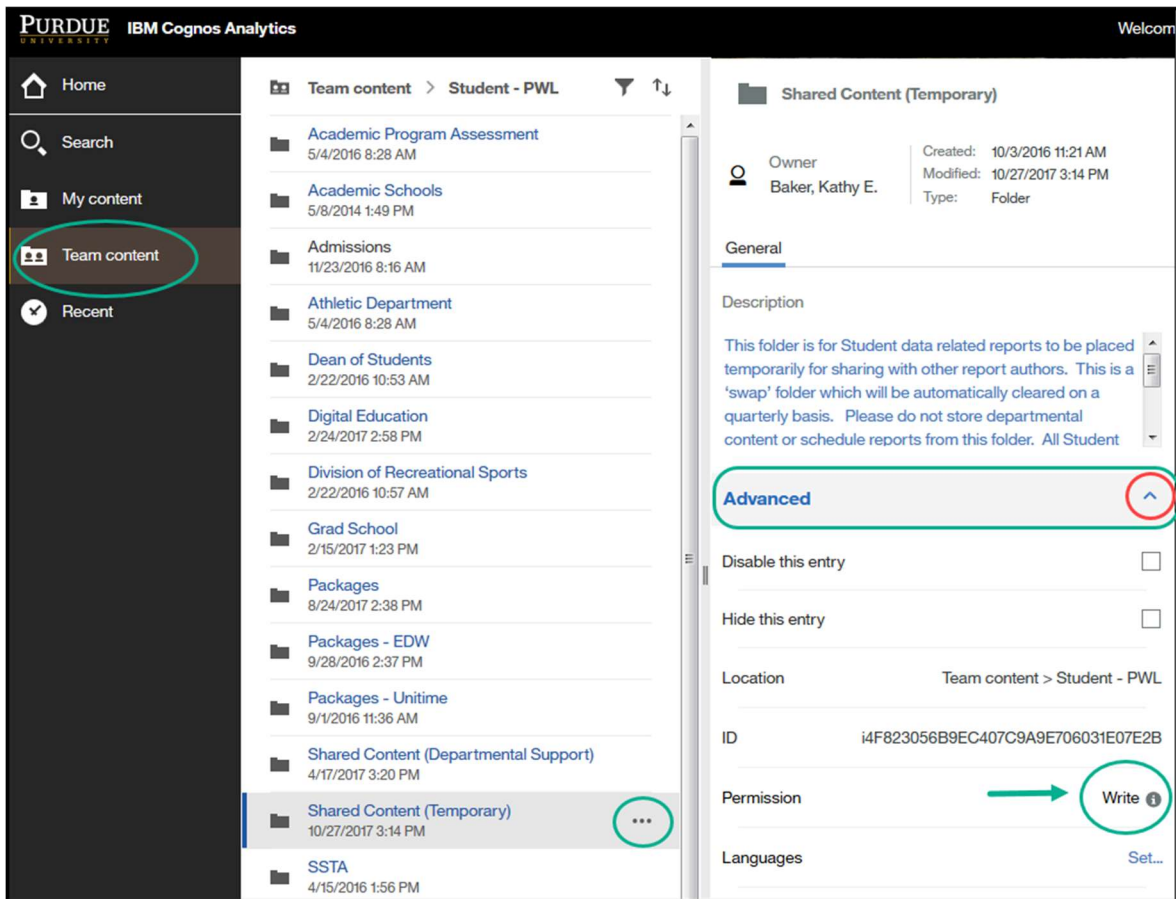 PURDUE
UNIVERSITY
IBM Cognos Analytics
Welcom
Home
Search
My content
Team content
Recent
Team content > Student - PWL
Academic Program Assessment
5/4/2016 8:28 AM
Academic Schools
5/8/2014 1:49 PM
Admissions
11/23/2016 8:16 AM
Athletic Department
5/4/2016 8:28 AM
Dean of Students
2/22/2016 10:53 AM
Digital Education
2/24/2017 2:58 PM
Division of Recreational Sports
2/22/2016 10:57 AM
Grad School
2/15/2017 1:23 PM
Packages
8/24/2017 2:38 PM
Packages - EDW
9/28/2016 2:37 PM
Packages - Unitime
9/1/2016 11:36 AM
Shared Content (Departmental Support)
4/17/2017 3:20 PM
Shared Content (Temporary)
10/27/2017 3:14 PM
SSTA
4/15/2016 1:56 PM
Shared Content (Temporary)
Owner
Baker, Kathy E.
Created: 10/3/2016 11:21 AM
Modified: 10/27/2017 3:14 PM
Type: Folder
General
Description
This folder is for Student data related reports to be placed
temporarily for sharing with other report authors. This is a
'swap' folder which will be automatically cleared on a
quarterly basis. Please do not store departmental
content or schedule reports from this folder. All Student
Advanced
Disable this entry
Hide this entry
Location Team content > Student - PWL
ID i4F823056B9EC407C9A9E706031E07E2B
Permission Write
Languages Set...